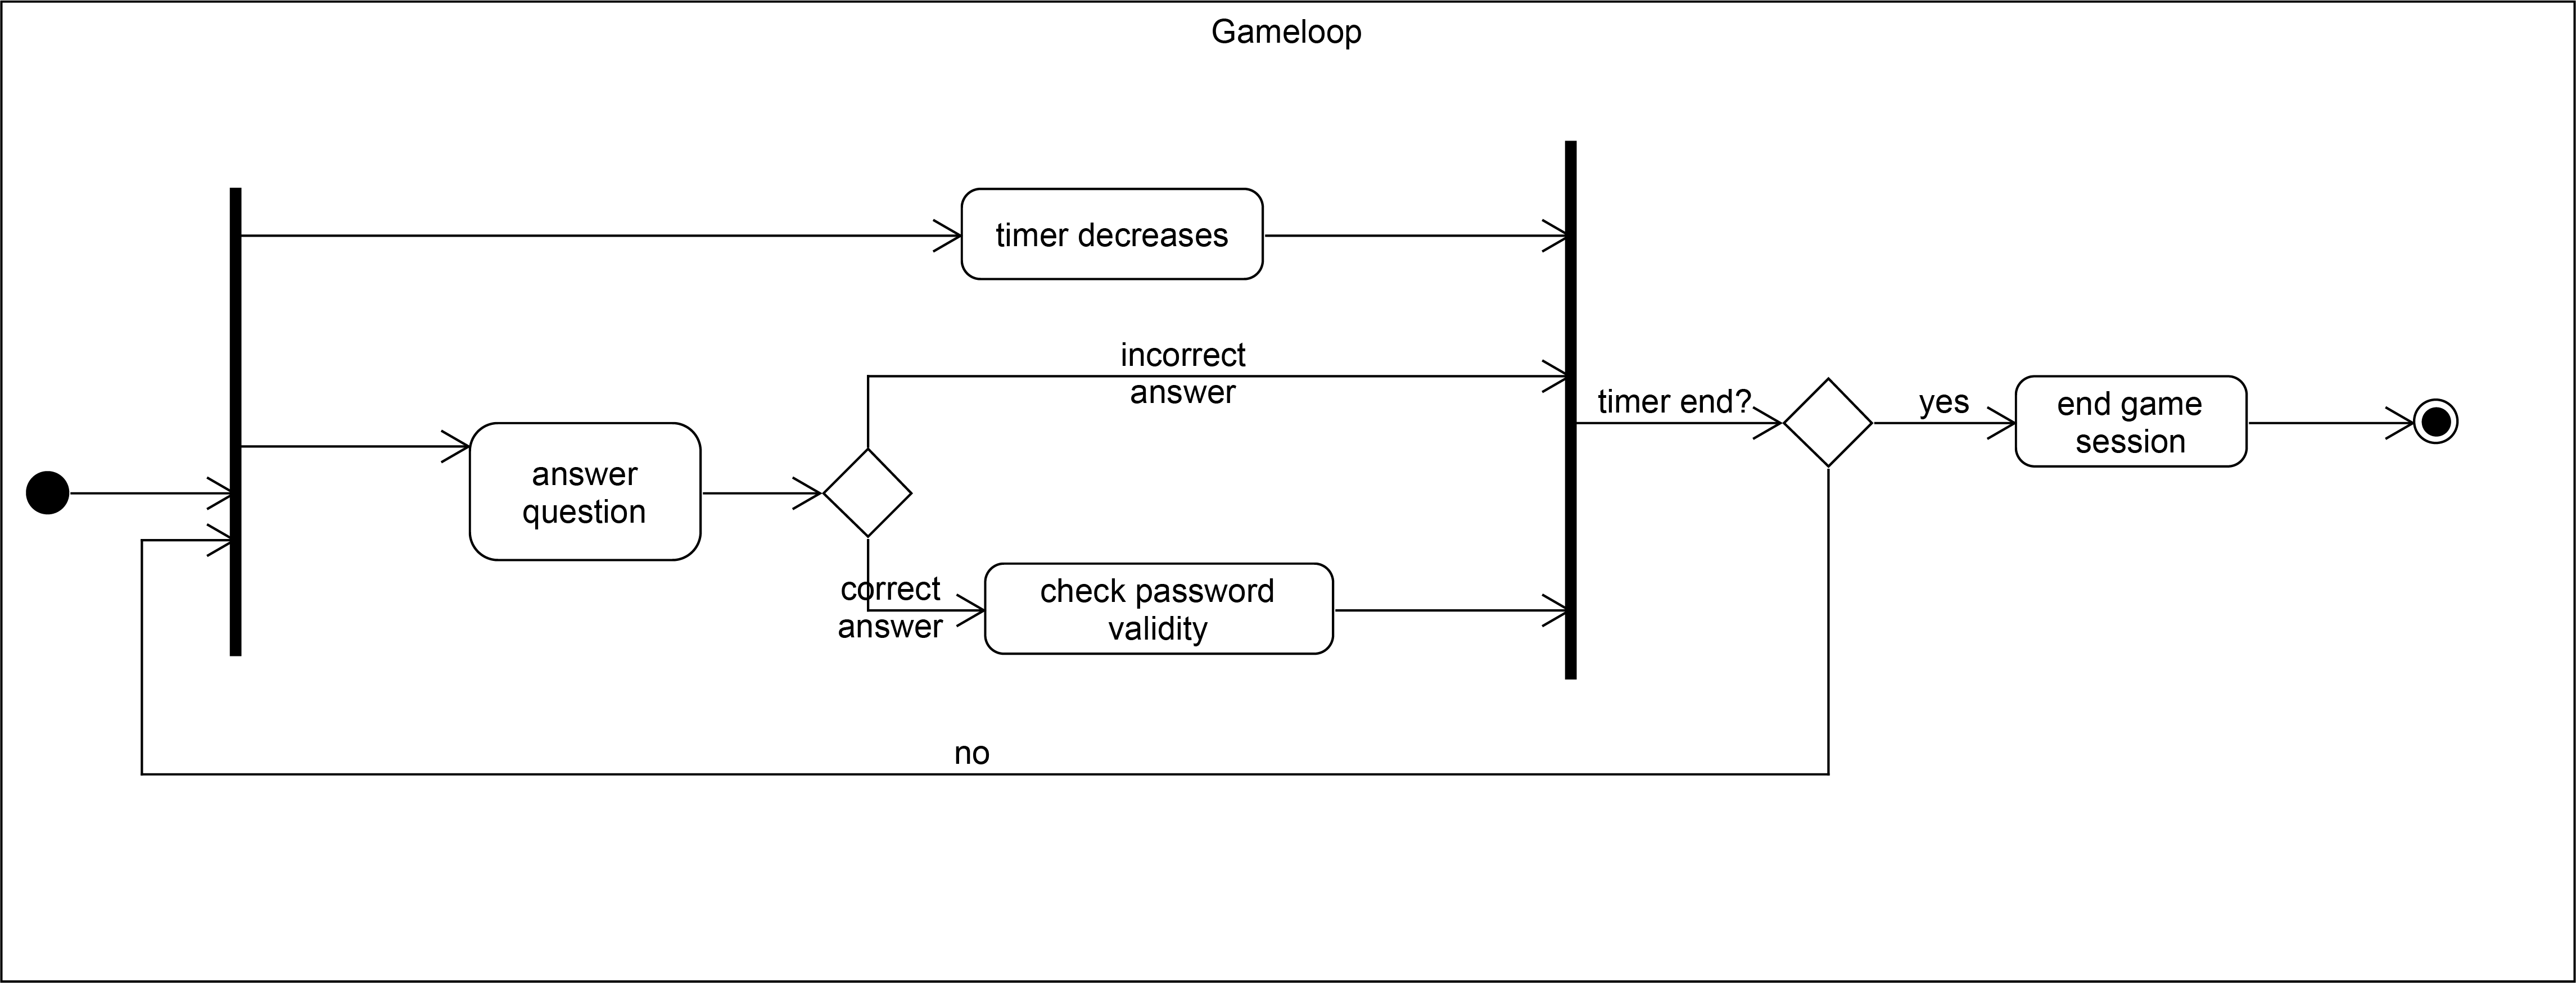 Gameloop
timer decreases
incorrect
answer
timer end?
yes
end game
session
answer
question
correct
answer
check password
validity
no